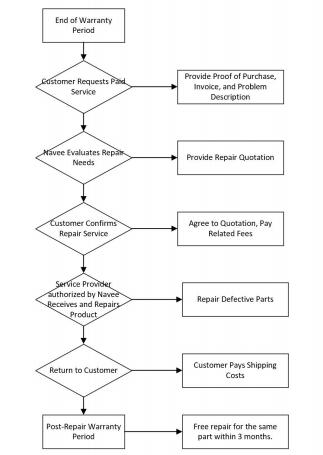 End of Warranty
Period
Customer Requests Paid
Service
Provide Proof of Purchase,
Invoice, and Problem
Description
Navee Evaluates Repair
Needs
Provide Repair Quotation
Customer Confirms
Repair Service
Agree to Quotation, Pay
Related Fees
Service Provider
authorized by Navee
Receives and Repairs
Product
Repair Defective Parts
Return to Customer
Customer Pays Shipping
Costs
Post-Repair Warranty
Period
Free repair for the same
part within 3 months.